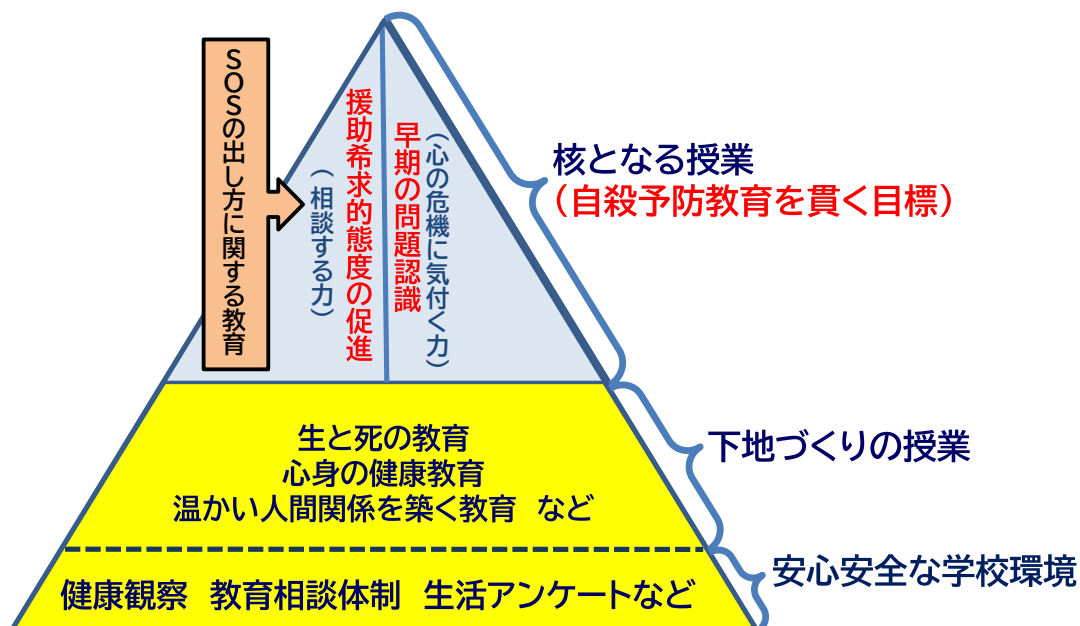 SOSの出し方に関する教育
(相談する力)
援助希求的態度の促進
早期の問題認識
(心の危機に気付く力)
核となる授業
(自殺予防教育を貫く目標)
生と死の教育
心身の健康教育
温かい人間関係を築く教育 など
下地づくりの授業
健康観察 教育相談体制 生活アンケートなど
安心安全な学校環境